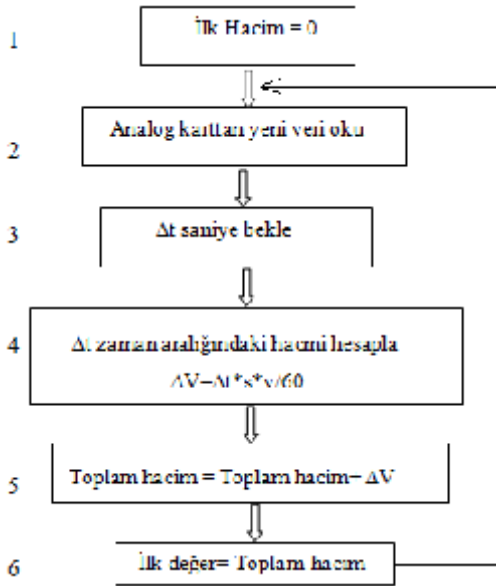 1
İlk Hacim = 0
2
Analog karttan yeni veri oku
3
Δt saniye bekle
4
Δt zaman aralığındaki hacmi hesapla
ΔV=Δt*s*v/60
5
Toplam hacim = Toplam hacim+ ΔV
6
İlk değer= Toplam hacim